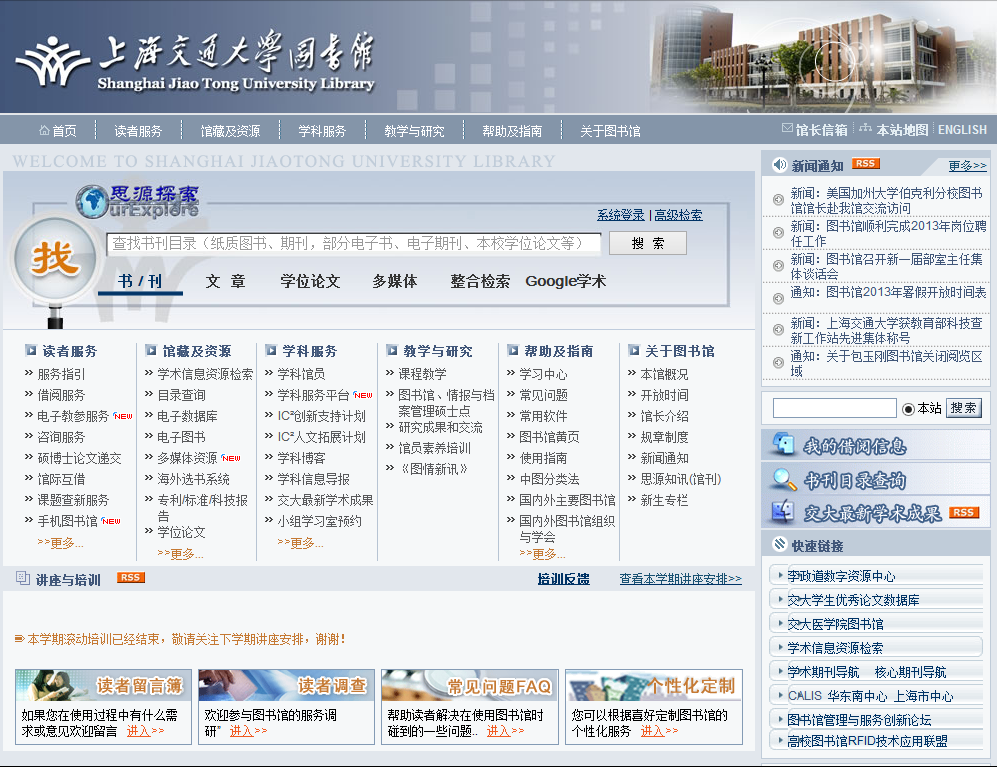 上海交通大学图书馆
Shanghai Jiao Tong University Library
首页 读者服务 馆藏及资源 学科服务 教学与研究 帮助及指南 关于图书馆 馆长信箱 本站地图 ENGLISH
WELCOME TO SHANGHAI JIAOTONG UNIVERSITY LIBRARY
思源探索
urExplore
系统登录 | 高级检索
找
查找书刊目录（纸质图书、期刊，部分电子书、电子期刊、本校学位论文等）
搜 索
书 / 刊 文 章 学位论文 多媒体 整合检索 Google学术
读者服务
服务指引
借阅服务
电子教参服务 NEW
咨询服务
硕博士论文递交
馆际互借
课题查新服务
手机图书馆 NEW
>>更多...
馆藏及资源
学术信息资源检索
目录查询
电子数据库
电子图书
多媒体资源 NEW
海外选书系统
专利/标准/科技报
告
学位论文
>>更多...
学科服务
学科馆员
学科服务平台 NEW
IC²创新支持计划
IC²人文拓展计划
学科博客
学科信息导报
交大最新学术成果
小组学习室预约
>>更多...
教学与研究
课程教学
图书馆、情报与档
案管理硕士点
研究成果和交流
馆员素养培训
《图情新讯》
帮助及指南
学习中心
常见问题
常用软件
图书馆黄页
使用指南
中图分类法
国内外主要图书馆
国内外图书馆组织
与学会
>>更多...
关于图书馆
本馆概况
开放时间
馆长介绍
规章制度
新闻通知
思源知讯(馆刊)
新生专栏
讲座与培训 RSS 培训反馈 查看本学期讲座安排>>
本学期滚动培训已经结束，敬请关注下学期讲座安排，谢谢！
读者留言簿
如果您在使用过程中有什么需
求或意见欢迎留言 进入>>
读者调查
欢迎参与图书馆的服务调
研” 进入>>
常见问题FAQ
帮助读者解决在使用图书馆时
碰到的一些问题.. 进入>>
个性化定制
您可以根据喜好定制图书馆的
个性化服务 进入>>
新闻通知 RSS 更多>>
新闻：美国加州大学伯克利分校图书
馆馆长赴我馆交流访问
新闻：图书馆顺利完成2013年岗位聘
任工作
新闻：图书馆召开新一届部室主任集
体谈话会
通知：图书馆2013年暑假开放时间表
新闻：上海交通大学获教育部科技查
新工作站先进集体称号
通知：关于包玉刚图书馆关闭阅览区
域
本站 搜索
我的借阅信息
书刊目录查询
交大最新学术成果 RSS
快速链接
李政道数字资源中心
交大学生优秀论文数据库
交大医学院图书馆
学术信息资源检索
学术期刊导航 核心期刊导航
CALIS 华东南中心 上海市中心
图书馆管理与服务创新论坛
高校图书馆RFID技术应用联盟